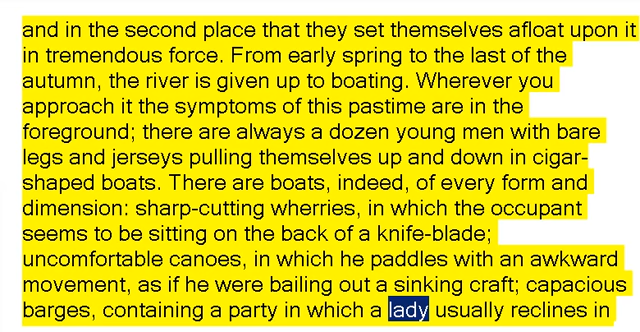 and in the second place that they set themselves afloat upon it
in tremendous force. From early spring to the last of the
autumn, the river is given up to boating. Wherever you
approach it the symptoms of this pastime are in the
foreground; there are always a dozen young men with bare
legs and jerseys pulling themselves up and down in cigar-
shaped boats. There are boats, indeed, of every form and
dimension: sharp-cutting wherries, in which the occupant
seems to be sitting on the back of a knife-blade;
uncomfortable canoes, in which he paddles with an awkward
movement, as if he were bailing out a sinking craft; capacious
barges, containing a party in which a lady usually reclines in